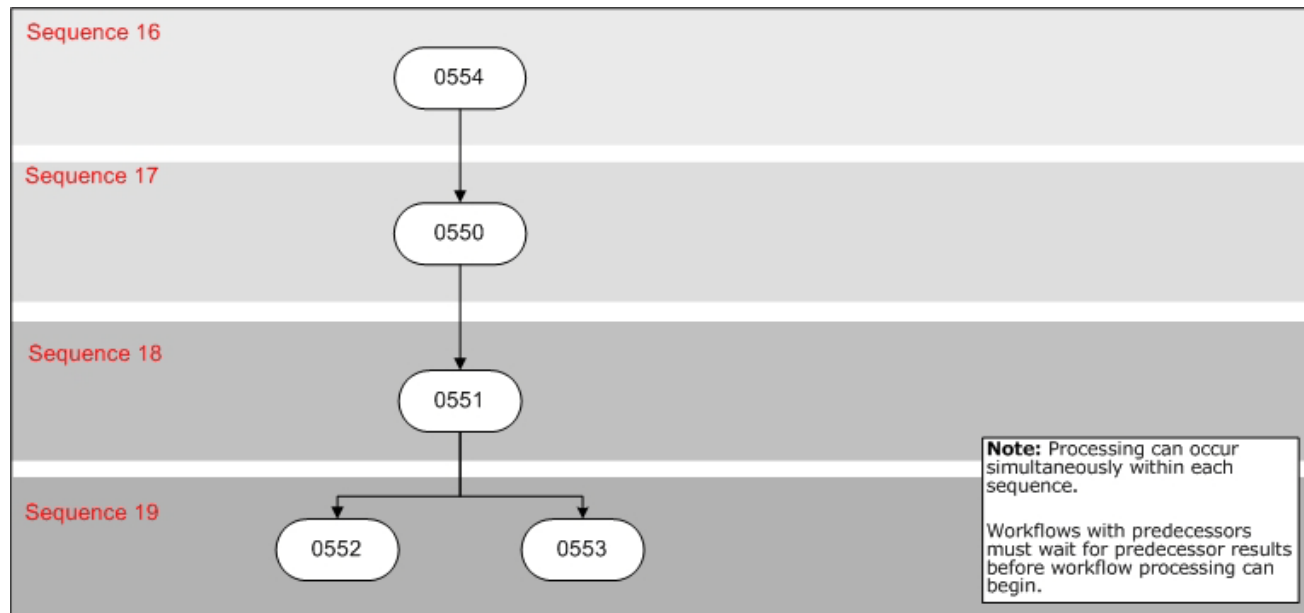 Sequence 16
0554
Sequence 17
0550
Sequence 18
0551
Note: Processing can occur
simultaneously within each
sequence.
Workflows with predecessors
must wait for predecessor results
before workflow processing can
begin.
Sequence 19
0552
0553